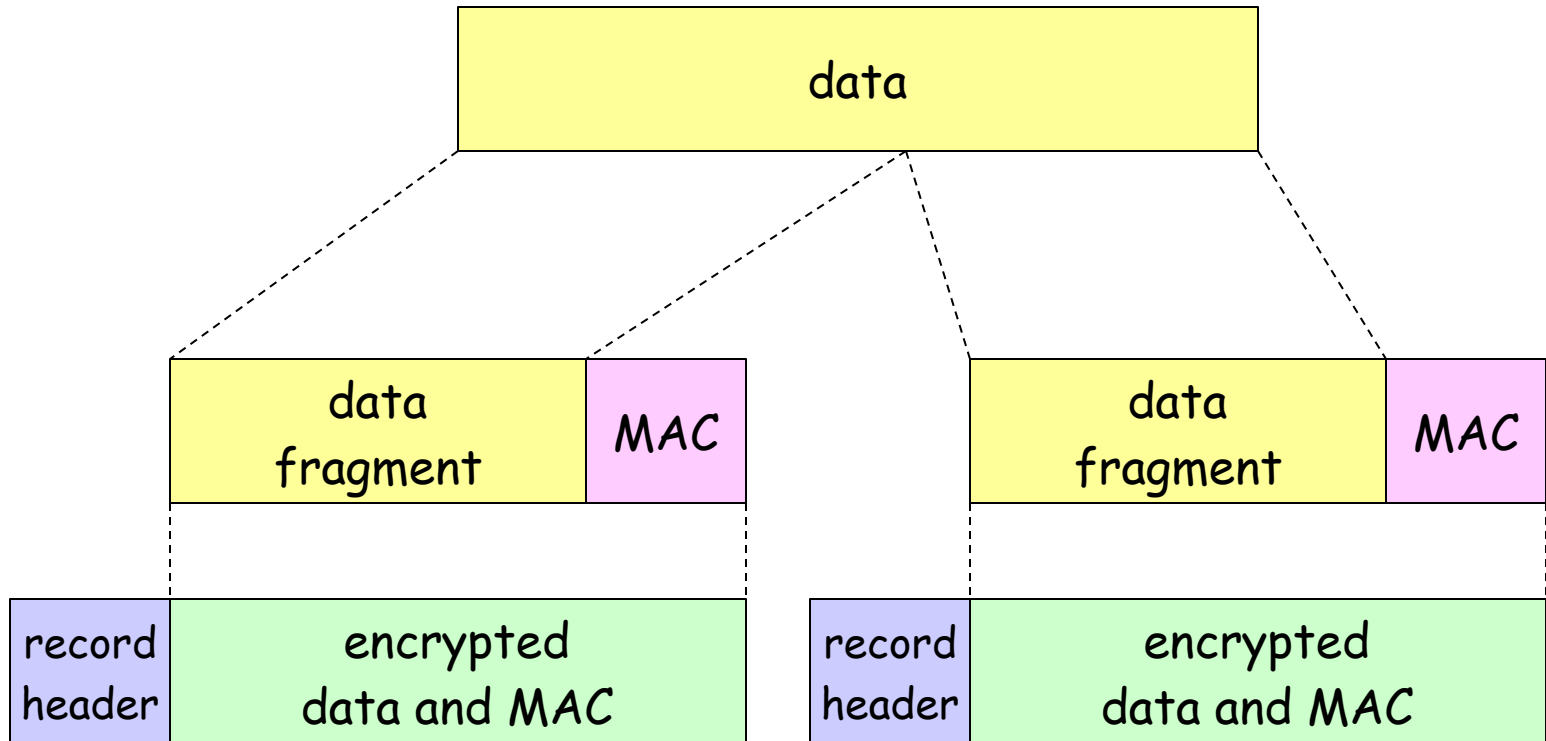 data
data
fragment
MAC
data
fragment
MAC
record
header
encrypted
data and MAC
record
header
encrypted
data and MAC